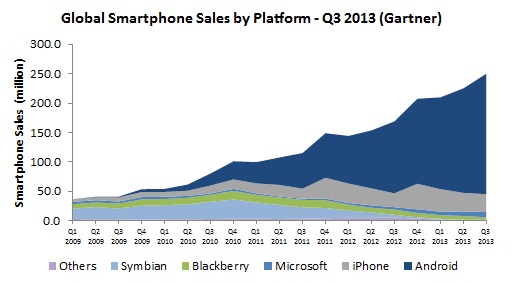 Global Smartphone Sales by Platform - Q3 2013 (Gartner)
Smartphone Sales (million)
300.0
250.0
200.0
150.0
100.0
50.0
0.0
Q1 Q2 Q3 Q4 Q1 Q2 Q3 Q4 Q1 Q2 Q3 Q4 Q1 Q2 Q3 Q4 Q1 Q2 Q3
2009 2009 2009 2009 2010 2010 2010 2010 2011 2011 2011 2011 2012 2012 2012 2012 2013 2013 2013
Others Symbian Blackberry Microsoft iPhone Android